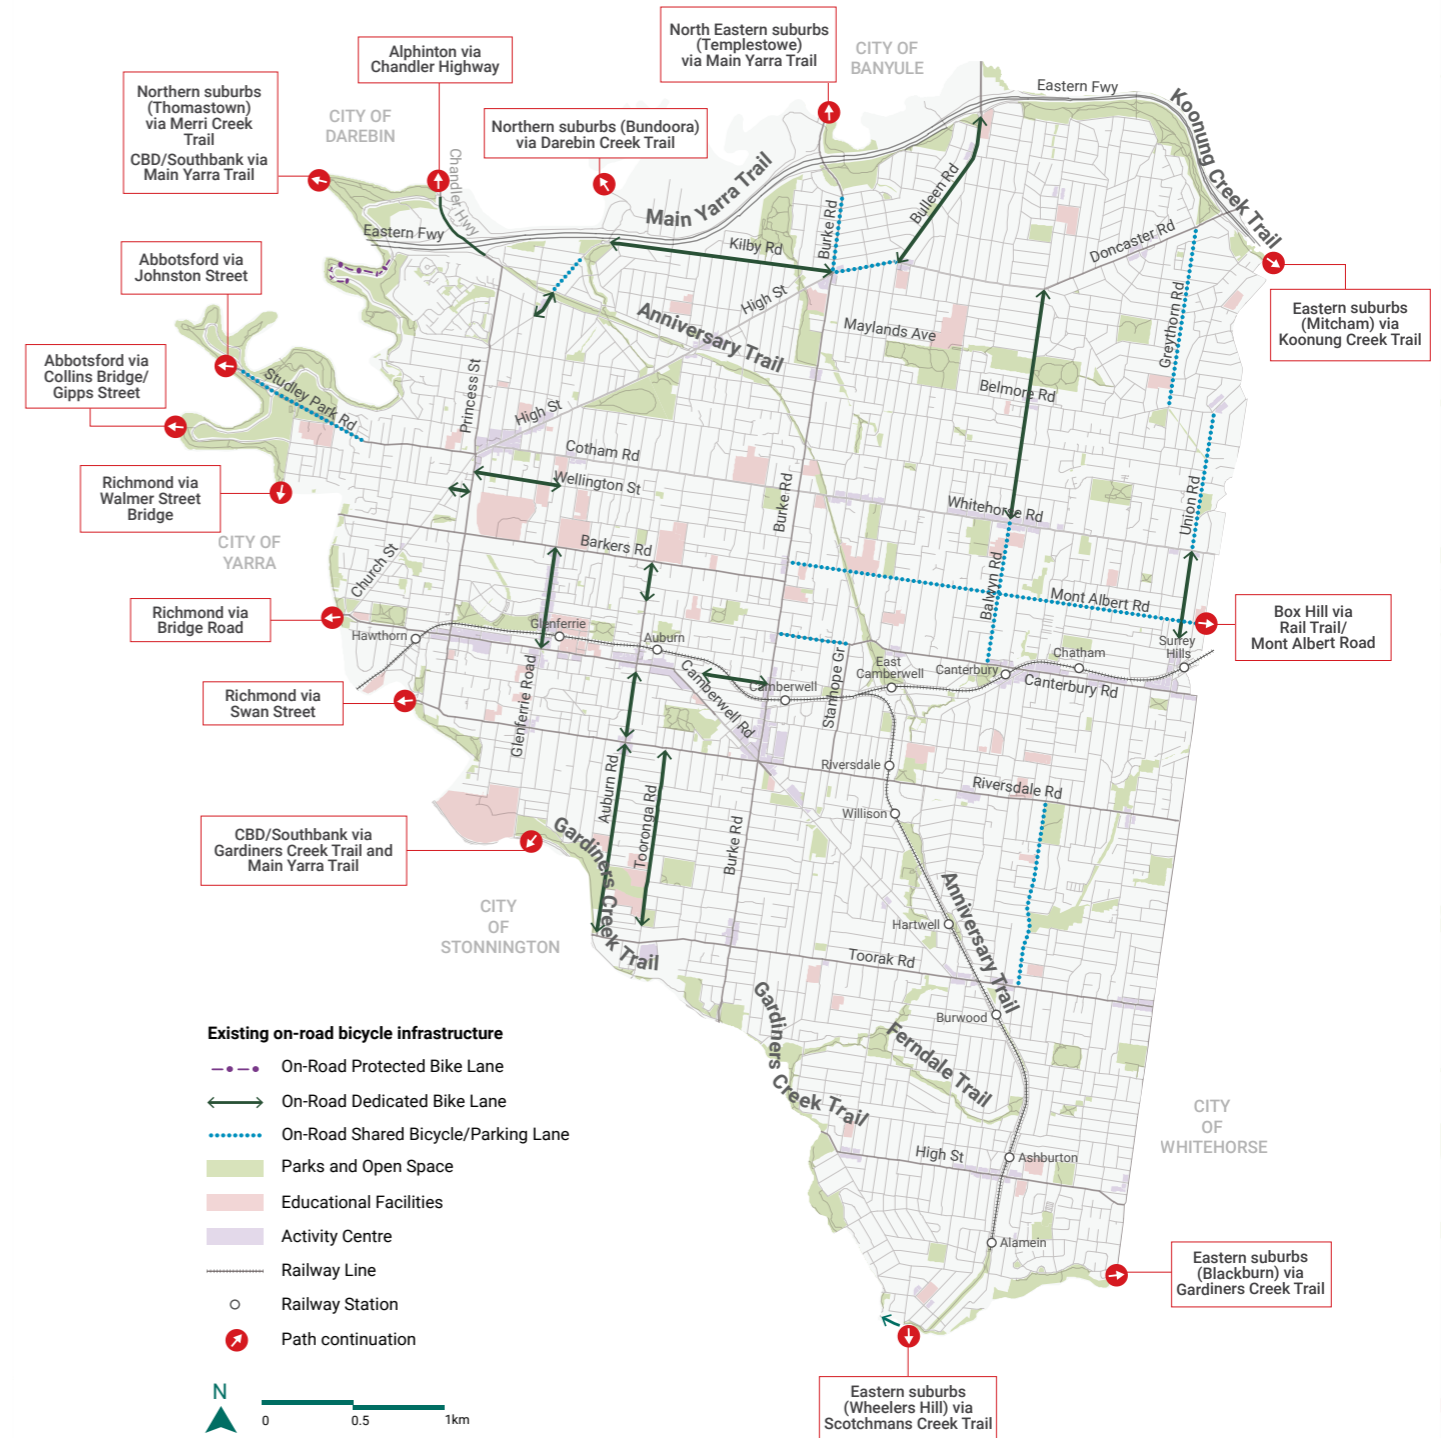 North Eastern suburbs
(Templestowe)
via Main Yarra Trail
CITY OF
BANYULE
Alphinton via
Chandler Highway
Northern suburbs
(Thomastown)
via Merri Creek
Trail
CBD/Southbank via
Main Yarra Trail
CITY OF
DAREBIN
Northern suburbs (Bundoora)
via Darebin Creek Trail
Eastern Fwy
Koonung Creek Trail
Chandler Hwy
Main Yarra Trail
Bulleen Rd
Burke Rd
Eastern Fwy
Kilby Rd
Doncaster Rd
Abbotsford via
Johnston Street
High St
Anniversary Trail
Maylands Ave
Greythorn Rd
Eastern suburbs
(Mitcham) via
Koonung Creek Trail
Abbotsford via
Collins Bridge/
Gipps Street
Studley Park Rd
Princess St
High St
Belmore Rd
Cotham Rd
Wellington St
Burke Rd
Whitehorse Rd
Union Rd
Richmond via
Walmer Street
Bridge
CITY OF
YARRA
Church St
Barkers Rd
Balwyn Rd
Mont Albert Rd
Richmond via
Bridge Road
Hawthorn
Glenferrie
Auburn
Box Hill via
Rail Trail/
Mont Albert Road
Surrey
Hills
Chatham
East
Camberwell
Canterbury
Canterbury Rd
Camberwell
Stanhope Gr
Camberwell Rd
Glenferrie Road
Richmond via
Swan Street
Riversdale
Riversdale Rd
Auburn Rd
Tooronga Rd
Burke Rd
Willison
CBD/Southbank via
Gardiners Creek Trail and
Main Yarra Trail
Gardiners Creek Trail
Anniversary Trail
Hartwell
CITY
OF
STONNINGTON
Toorak Rd
Gardiners Creek Trail
Burwood
Ferndale Trail
CITY
OF
WHITEHORSE
High St
Ashburton
Alamein
Existing on-road bicycle infrastructure
On-Road Protected Bike Lane
On-Road Dedicated Bike Lane
On-Road Shared Bicycle/Parking Lane
Parks and Open Space
Educational Facilities
Activity Centre
Railway Line
Railway Station
Path continuation
Eastern suburbs
(Blackburn) via
Gardiners Creek Trail
Eastern suburbs
(Wheelers Hill) via
Scotchmans Creek Trail
N
0 0.5 1km